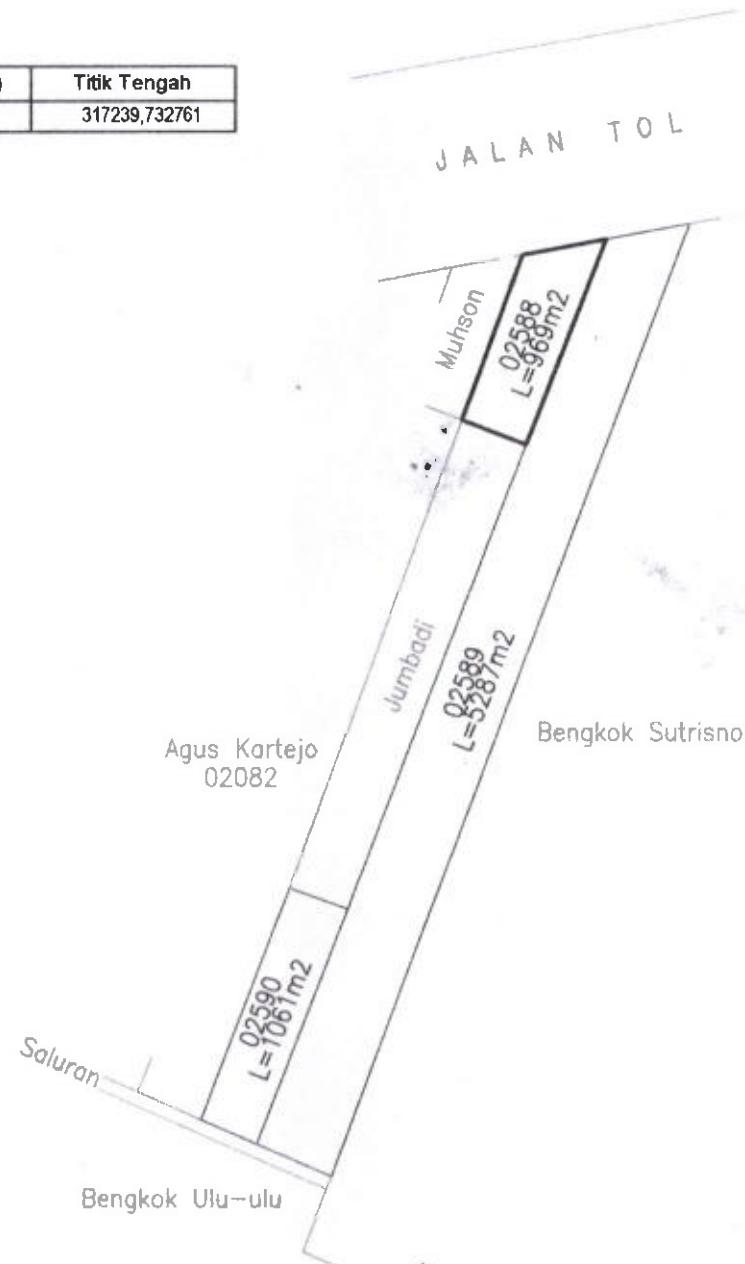 Titik Tengah
317239,732761
JALAN TOL
Muhson
02588
L=969m2
Jumbadi
02589
L=5287m2
Bengkok Sutrisno
Agus Kartejo
02082
02590
L=1061m2
Saluran
Bengkok Ulu-ulu